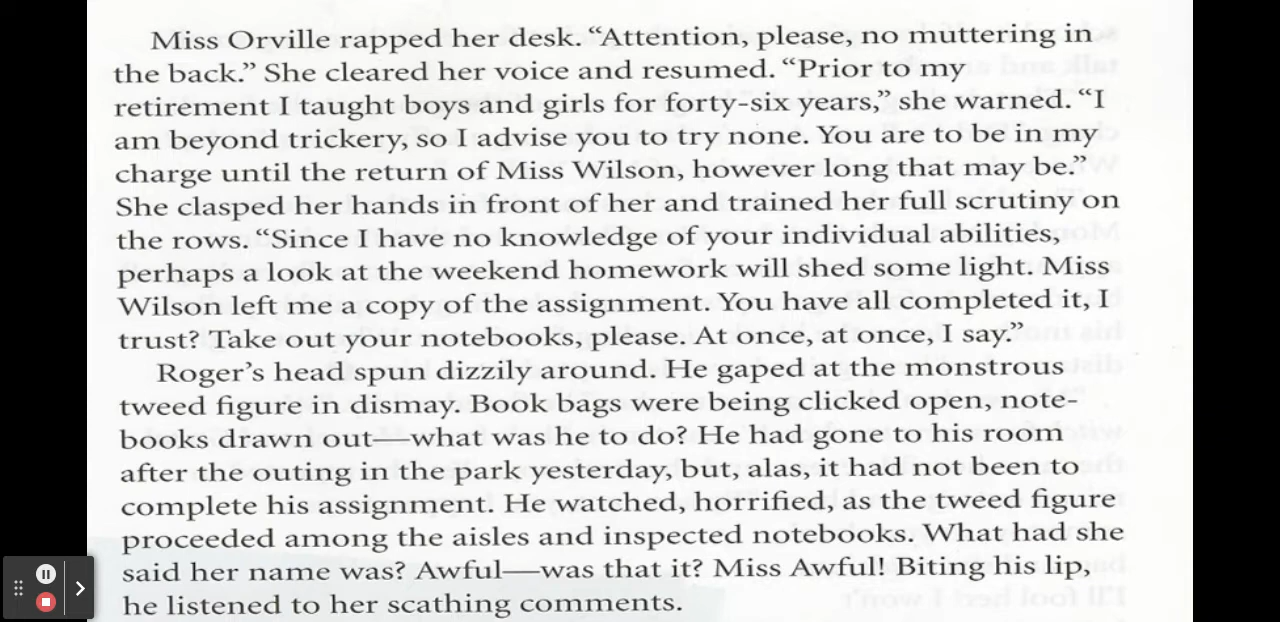 Miss Orville rapped her desk. “Attention, please, no muttering in
the back.” She cleared her voice and resumed. “Prior to my
retirement I taught boys and girls for forty-six years,” she warned. “I
am beyond trickery, so I advise you to try none. You are to be in my
charge until the return of Miss Wilson, however long that may be.”
She clasped her hands in front of her and trained her full scrutiny on
the rows. “Since I have no knowledge of your individual abilities,
perhaps a look at the weekend homework will shed some light. Miss
Wilson left me a copy of the assignment. You have all completed it, I
trust? Take out your notebooks, please. At once, at once, I say.”
Roger’s head spun dizzily around. He gaped at the monstrous
tweed figure in dismay. Book bags were being clicked open, note-
books drawn out—what was he to do? He had gone to his room
after the outing in the park yesterday, but, alas, it had not been to
complete his assignment. He watched, horrified, as the tweed figure
proceeded among the aisles and inspected notebooks. What had she
said her name was? Awful—was that it? Miss Awful! Biting his lip,
he listened to her scathing comments.